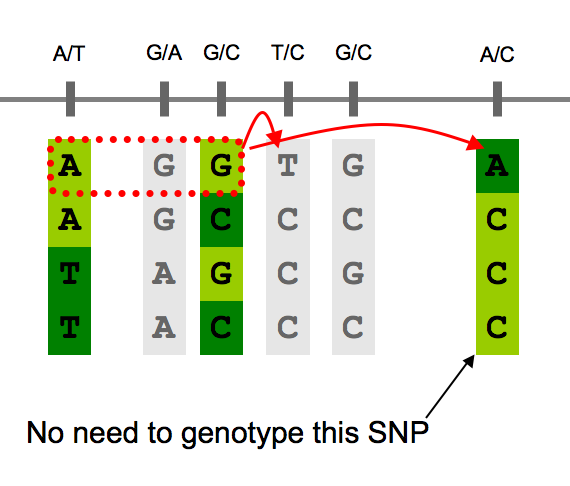 A/T G/A G/C T/C G/C A/C
A G G T G A
A G C C C C
T A G C G C
T A C C C C
No need to genotype this SNP